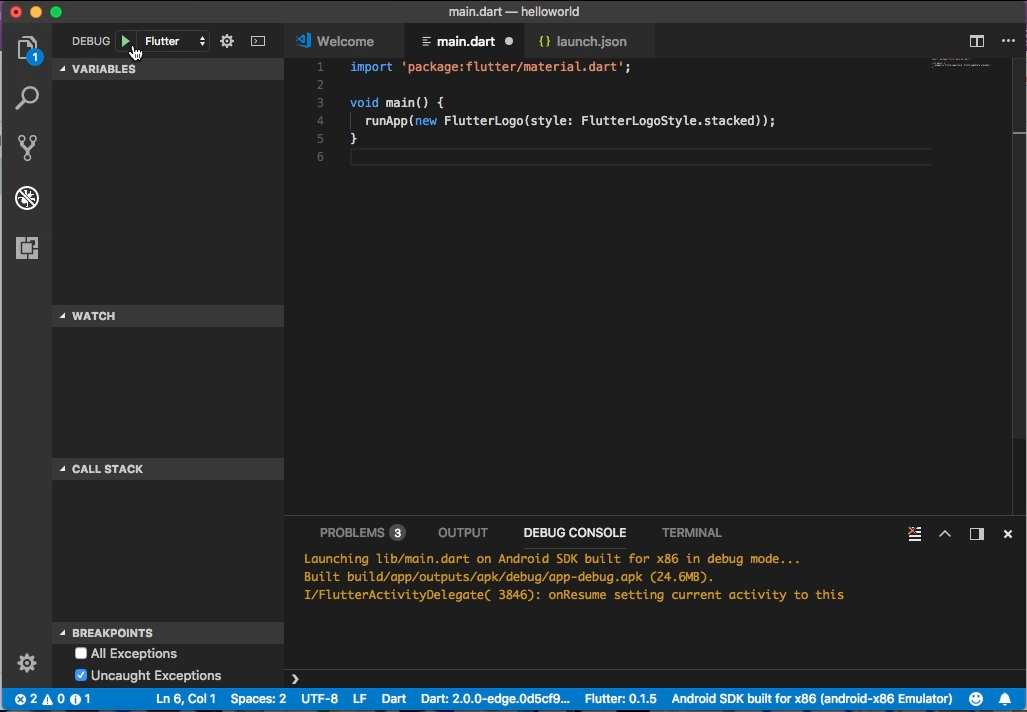 main.dart — helloworld
1
DEBUG Flutter
Welcome main.dart launch.json
VARIABLES
WATCH
CALL STACK
BREAKPOINTS
All Exceptions
Uncaught Exceptions
1 import 'package:flutter/material.dart';
2
3 void main() {
4 runApp(new FlutterLogo(style: FlutterLogoStyle.stacked));
5 }
6
PROBLEMS 3 OUTPUT DEBUG CONSOLE TERMINAL
Launching lib/main.dart on Android SDK built for x86 in debug mode...
Built build/app/outputs/apk/debug/app-debug.apk (24.6MB).
I/FlutterActivityDelegate( 3846): onResume setting current activity to this
2 0 1 Ln 6, Col 1 Spaces: 2 UTF-8 LF Dart Dart: 2.0.0-edge.0d5cf9... Flutter: 0.1.5 Android SDK built for x86 (android-x86 Emulator)